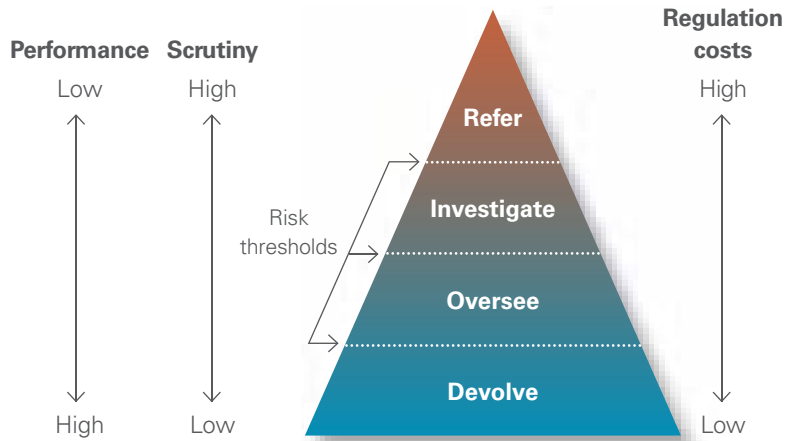 Performance
Low
High
Scrutiny
High
Low
Risk
thresholds
Refer
Investigate
Oversee
Devolve
Regulation
costs
High
Low